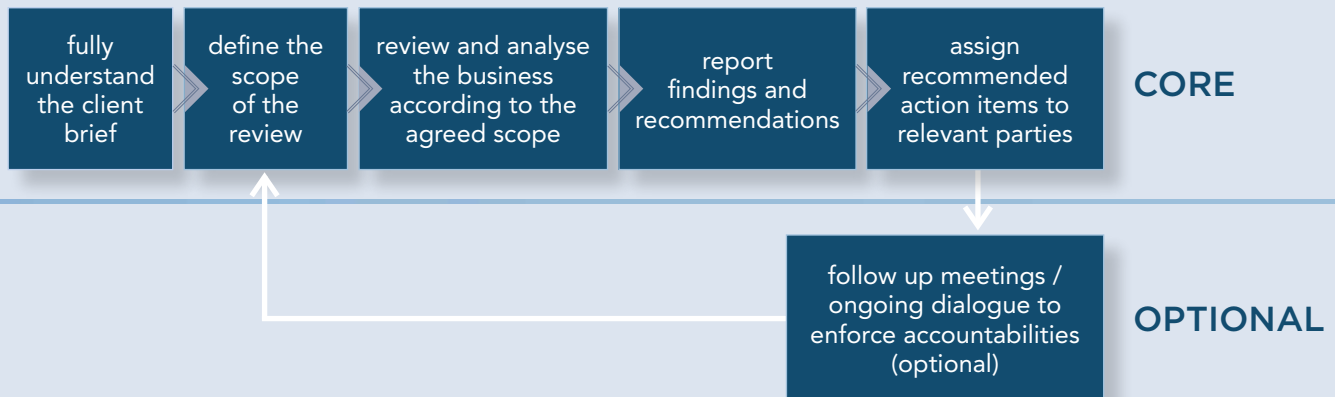 fully
understand
the client
brief
define the
scope
of the
review
review and analyse
the business
according to the
agreed scope
report
findings and
recommendations
assign
recommended
action items to
relevant parties
CORE
follow up meetings /
ongoing dialogue to
enforce accountabilities
(optional)
OPTIONAL